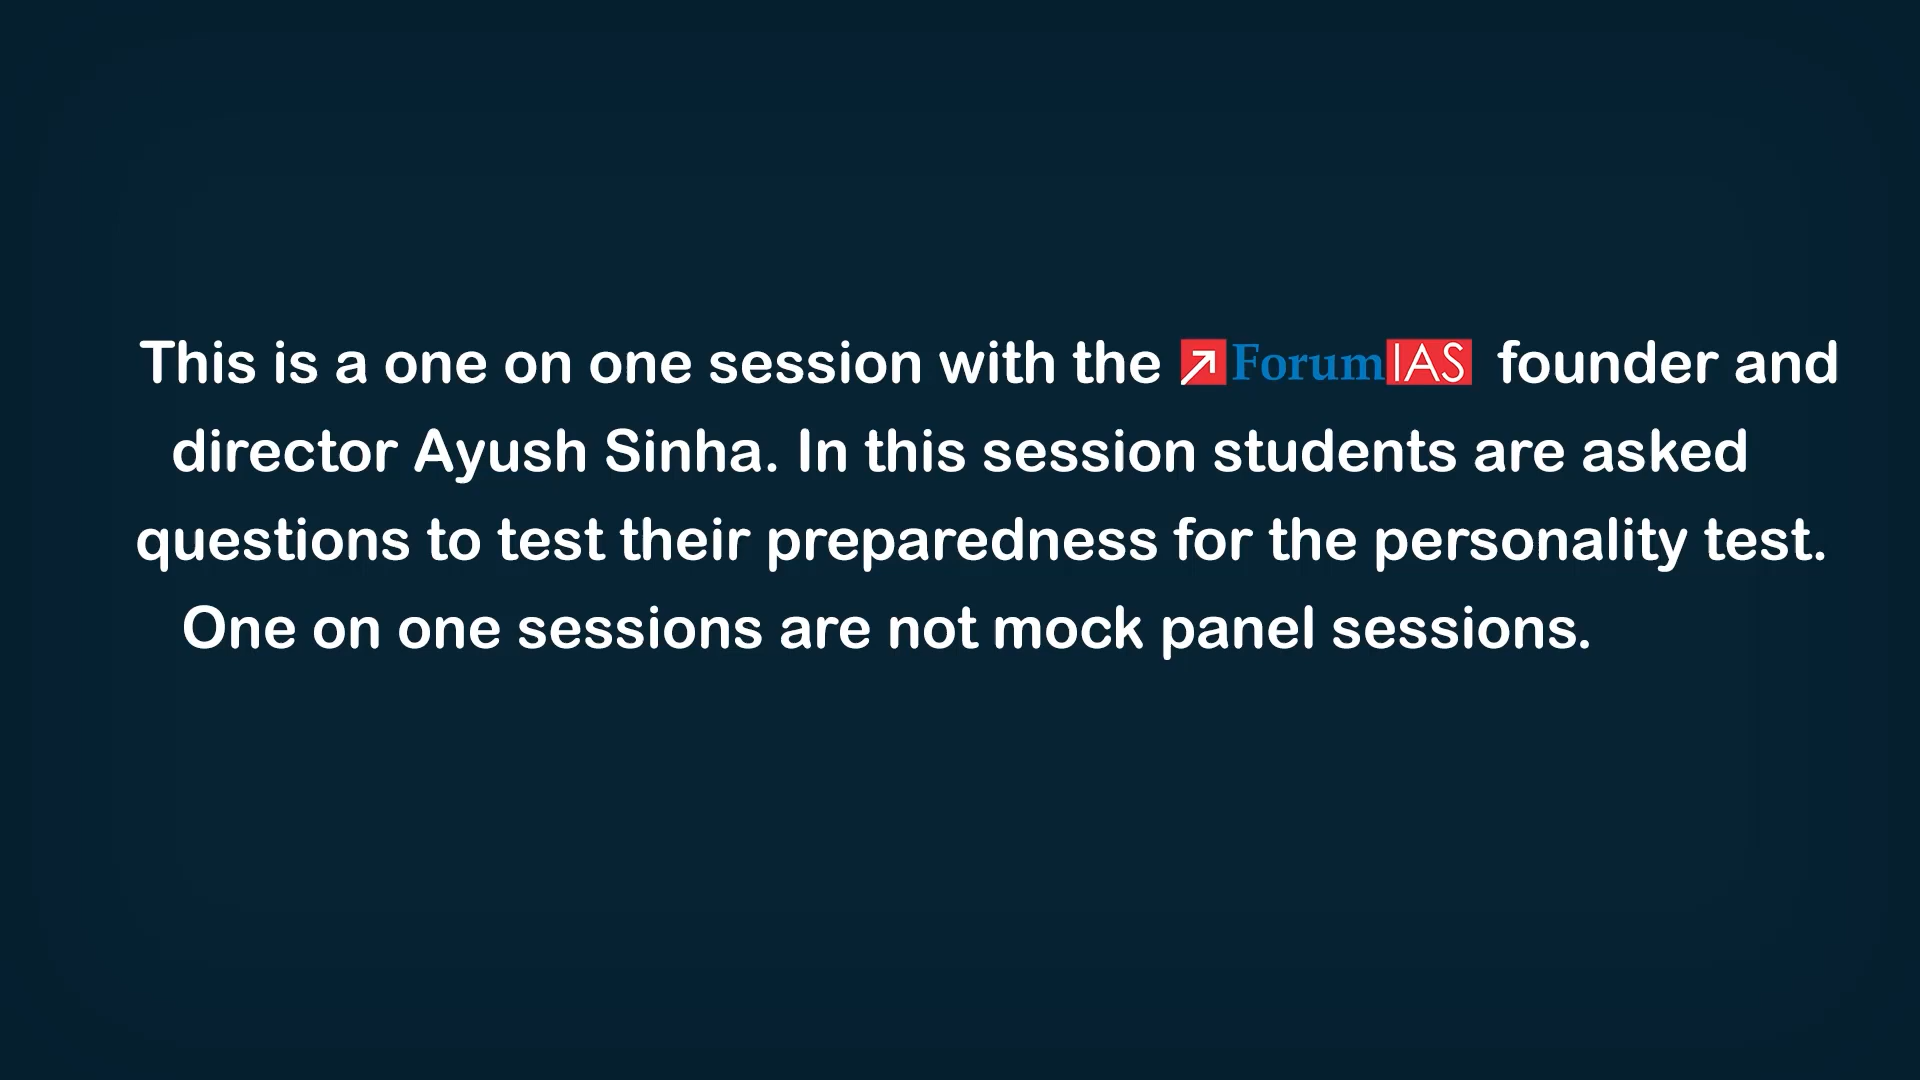 This is a one on one session with the ForumIAS founder and
director Ayush Sinha. In this session students are asked
questions to test their preparedness for the personality test.
One on one sessions are not mock panel sessions.